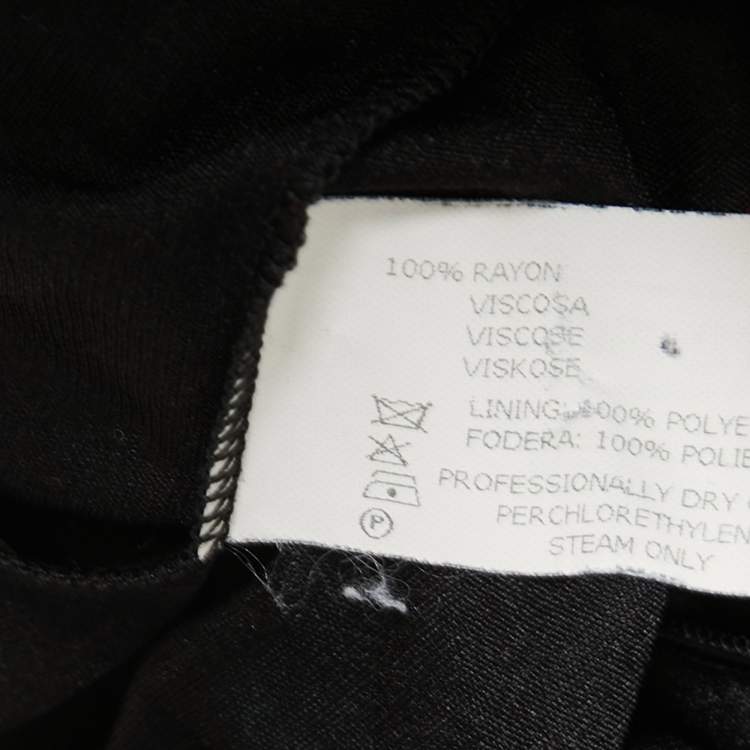 100% RAYON
VISCOSA
VISCOSE
VISKOSE
LINING: 100% POLYE
FODERA: 100% POLIE
PROFESSIONALLY DRY
PERCHLORETHYLEN
STEAM ONLY
P